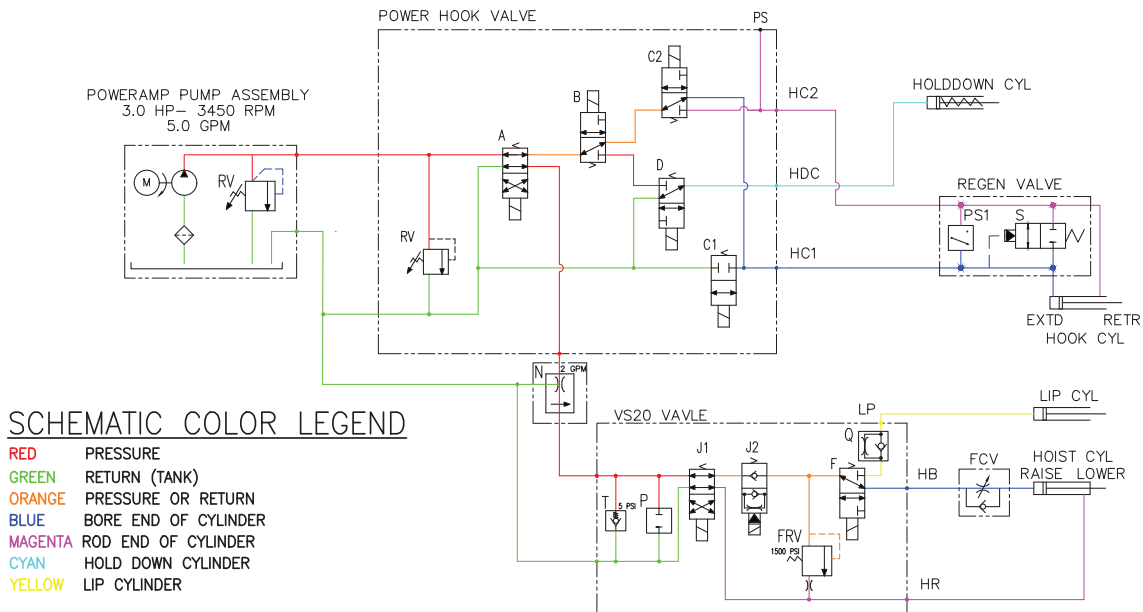 POWER HOOK VALVE
PS
C2
HC2
HOLDDOWN CYL
POWERAMP PUMP ASSEMBLY
3.0 HP- 3450 RPM
5.0 GPM
B
A
D
HDC
M
RV
REGEN VALVE
PS1
S
RV
C1
HC1
EXTD
RETR
HOOK CYL
N
2 GPM
SCHEMATIC COLOR LEGEND
RED PRESSURE
GREEN RETURN (TANK)
ORANGE PRESSURE OR RETURN
BLUE BORE END OF CYLINDER
MAGENTA ROD END OF CYLINDER
CYAN HOLD DOWN CYLINDER
YELLOW LIP CYLINDER
VS20 VAVLE
LP
LIP CYL
Q
J1
J2
F
HB
FCV
HOIST CYL
RAISE LOWER
T
5 PSI
P
FRV
1500 PSI
HR